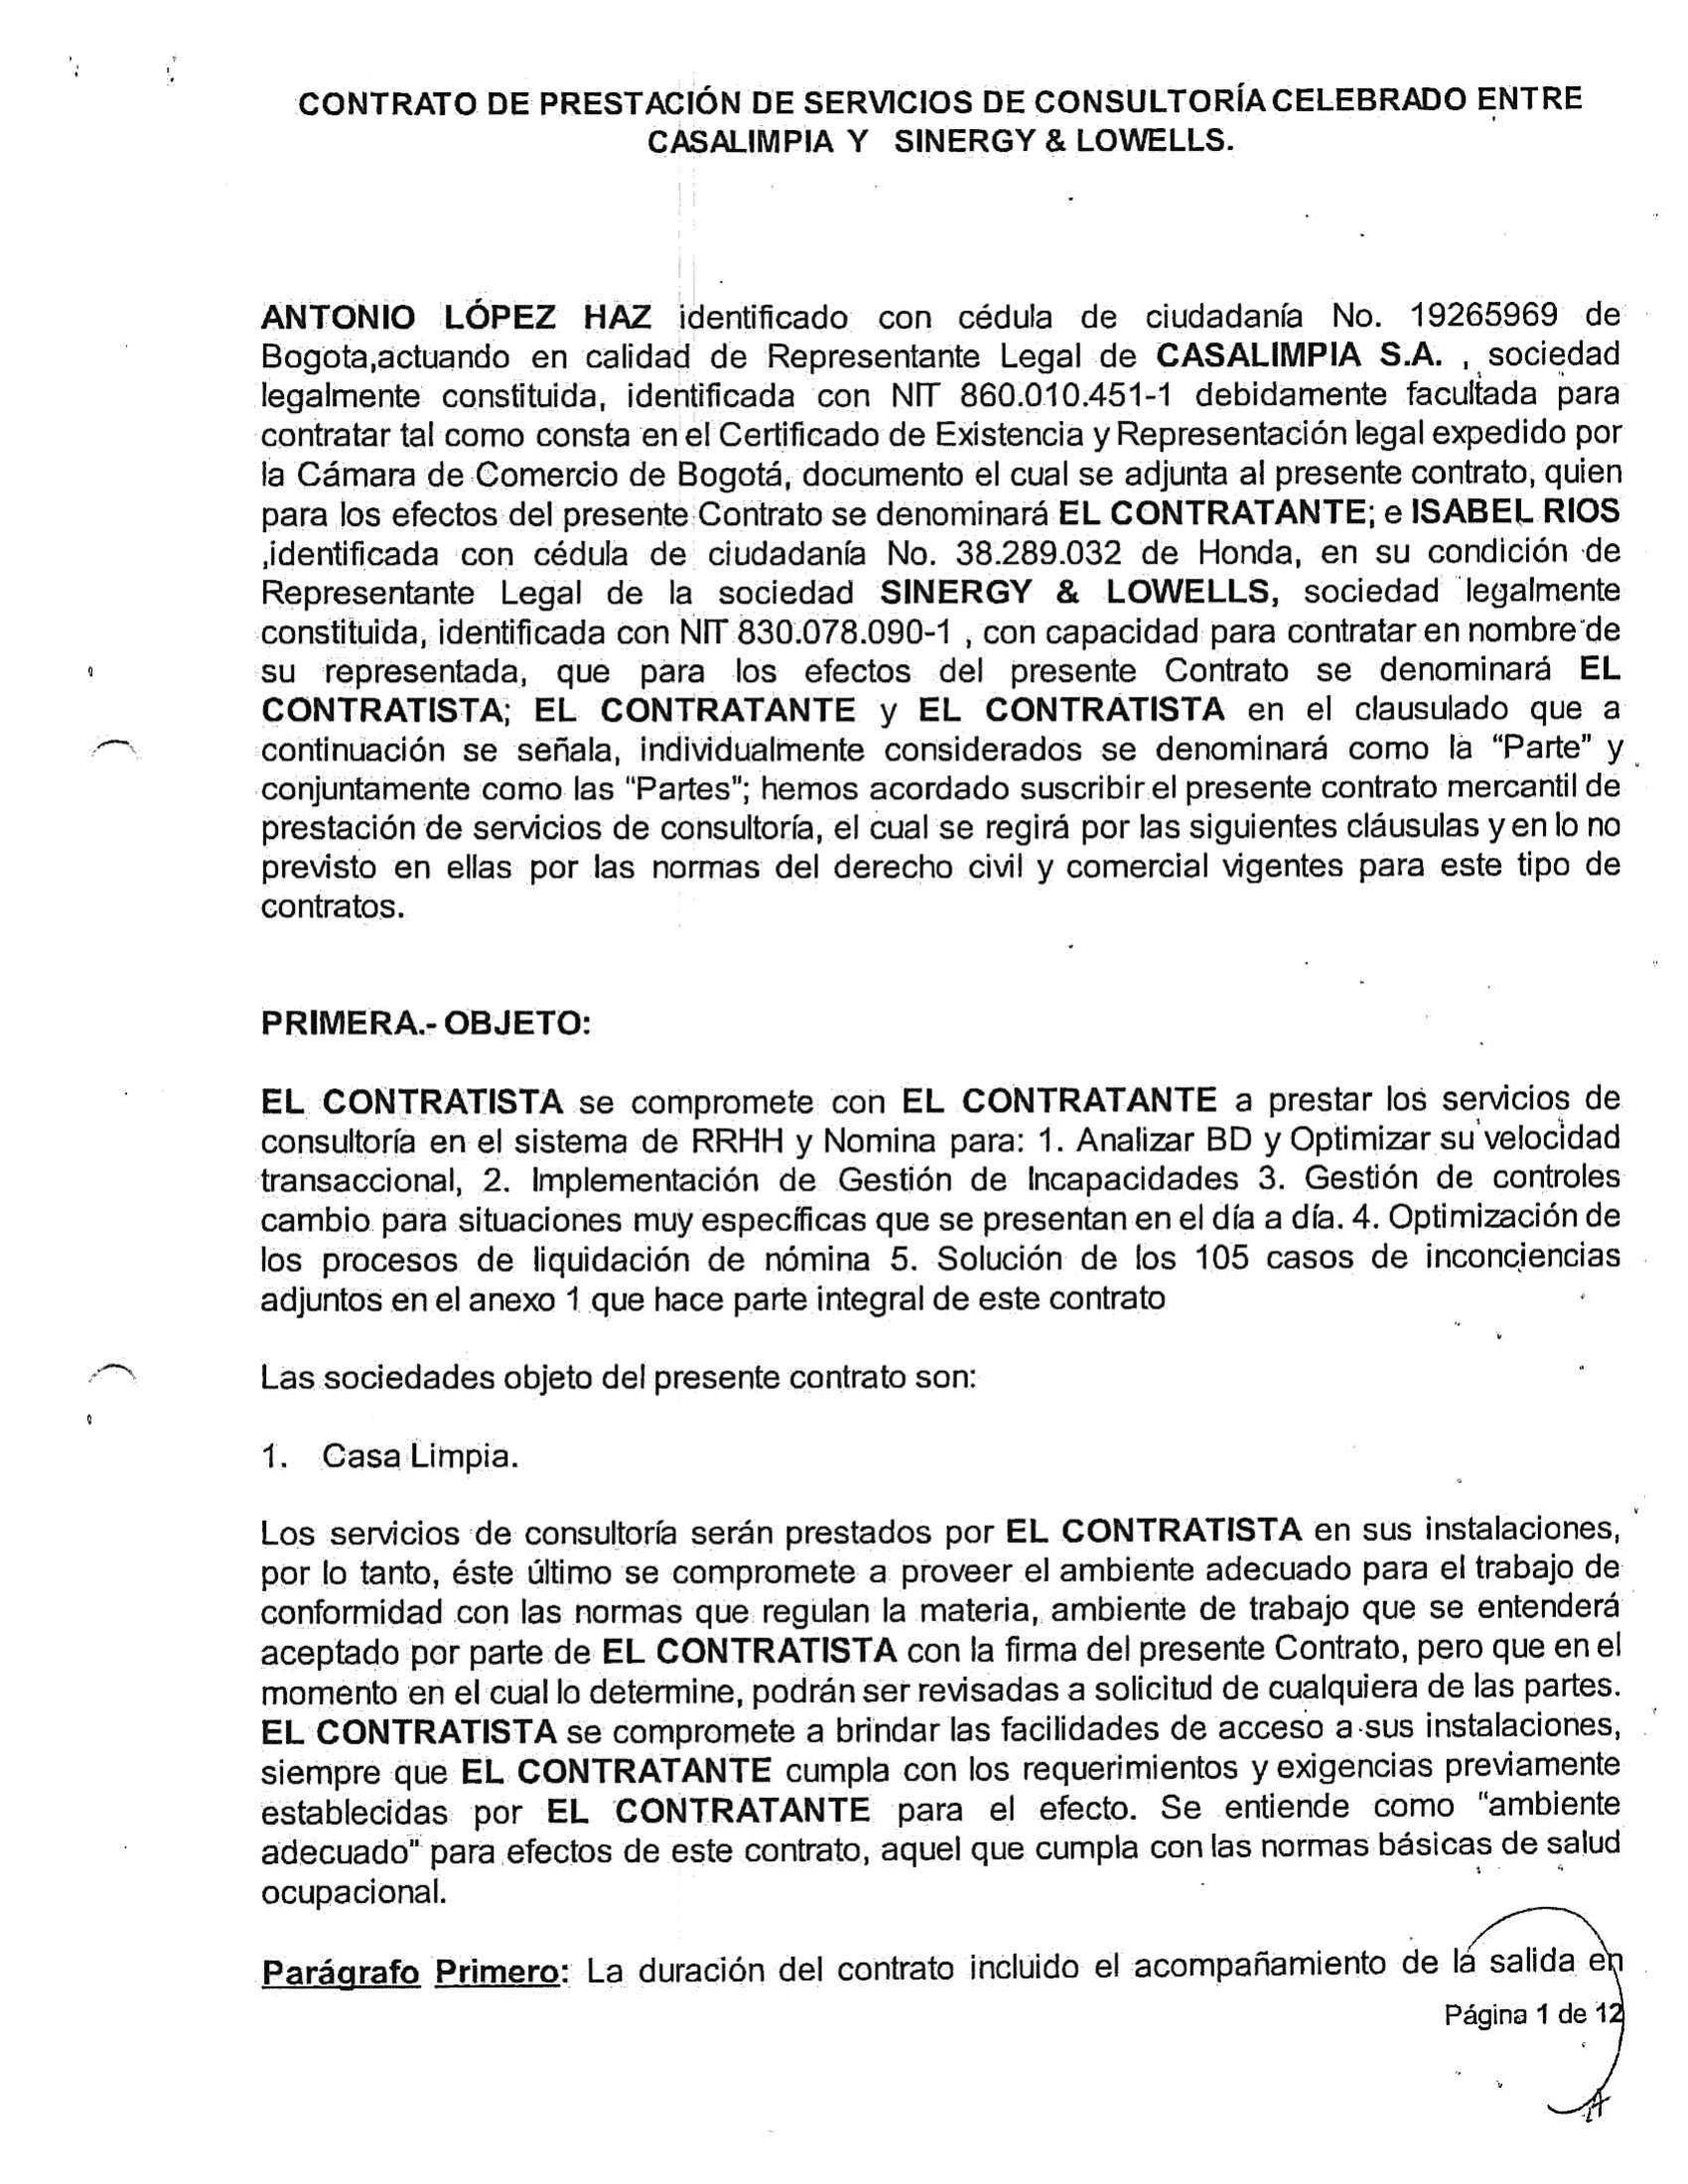 CONTRATO DE PRESTACIÓN DE SERVICIOS DE CONSULTORÍA CELEBRADO ENTRE
CASALIMPIA Y SINERGY & LOWELLS.
ANTONIO LÓPEZ HAZ identificado con cédula de ciudadanía No. 19265969 de
Bogota,actuando en calidad de Representante Legal de CASALIMPIA S.A. , sociedad
legalmente constituida, identificada con NIT 860.010.451-1 debidamente facultada para
contratar tal como consta en el Certificado de Existencia y Representación legal expedido por
la Cámara de Comercio de Bogotá, documento el cual se adjunta al presente contrato, quien
para los efectos del presente Contrato se denominará EL CONTRATANTE; e ISABEL RIOS
,identificada con cédula de ciudadanía No. 38.289.032 de Honda, en su condición de
Representante Legal de la sociedad SINERGY & LOWELLS, sociedad legalmente
constituida, identificada con NIT 830.078.090-1 , con capacidad para contratar en nombre de
su representada, que para los efectos del presente Contrato se denominará EL
CONTRATISTA; EL CONTRATANTE y EL CONTRATISTA en el clausulado que a
continuación se señala, individualmente considerados se denominará como la "Parte" y
conjuntamente como las "Partes"; hemos acordado suscribir el presente contrato mercantil de
prestación de servicios de consultoría, el cual se regirá por las siguientes cláusulas y en lo no
previsto en ellas por las normas del derecho civil y comercial vigentes para este tipo de
contratos.
PRIMERA.- OBJETO:
EL CONTRATISTA se compromete con EL CONTRATANTE a prestar los servicios de
consultoría en el sistema de RRHH y Nomina para: 1. Analizar BD y Optimizar su velocidad
transaccional, 2. Implementación de Gestión de Incapacidades 3. Gestión de controles
cambio para situaciones muy específicas que se presentan en el día a día. 4. Optimización de
los procesos de liquidación de nómina 5. Solución de los 105 casos de inconciencias
adjuntos en el anexo 1 que hace parte integral de este contrato
Las sociedades objeto del presente contrato son:
1. Casa Limpia.
Los servicios de consultoría serán prestados por EL CONTRATISTA en sus instalaciones,
por lo tanto, éste último se compromete a proveer el ambiente adecuado para el trabajo de
conformidad con las normas que regulan la materia, ambiente de trabajo que se entenderá
aceptado por parte de EL CONTRATISTA con la firma del presente Contrato, pero que en el
momento en el cual lo determine, podrán ser revisadas a solicitud de cualquiera de las partes.
EL CONTRATISTA se compromete a brindar las facilidades de acceso a sus instalaciones,
siempre que EL CONTRATANTE cumpla con los requerimientos y exigencias previamente
establecidas por EL CONTRATANTE para el efecto. Se entiende como "ambiente
adecuado" para efectos de este contrato, aquel que cumpla con las normas básicas de salud
ocupacional.
Parágrafo Primero: La duración del contrato incluido el acompañamiento de la salida en
Página 1 de 12